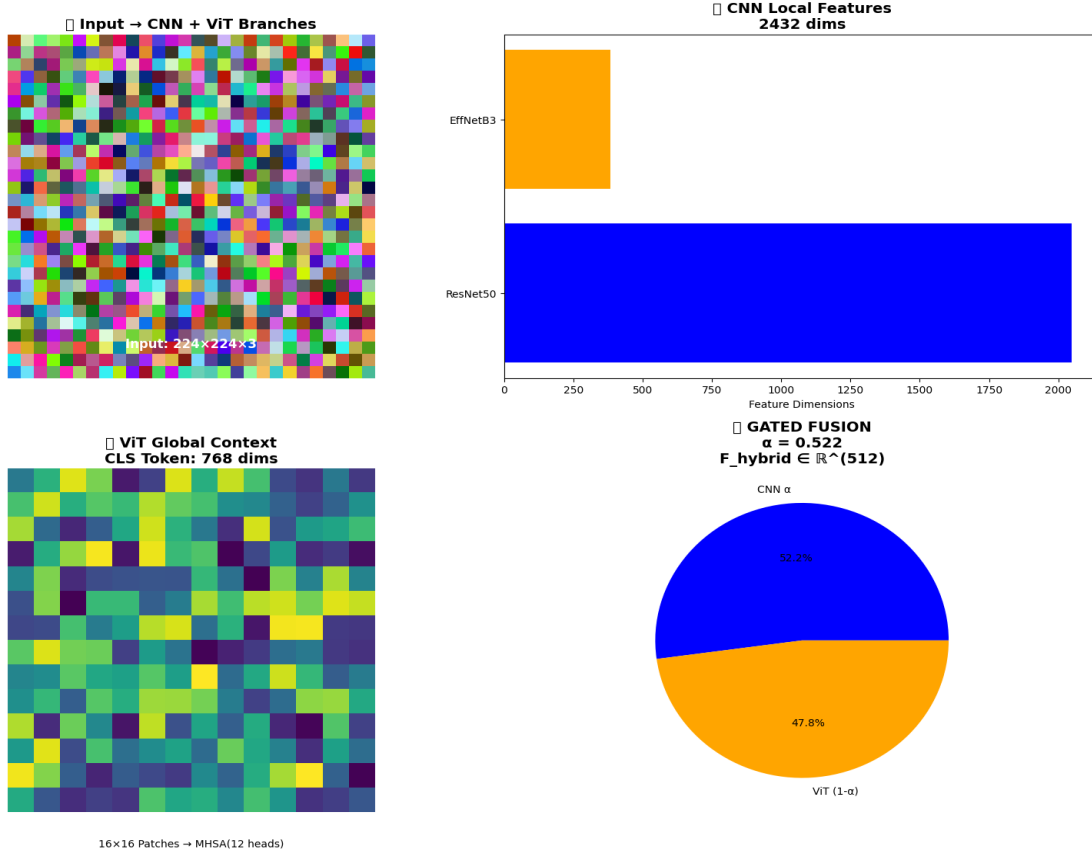 ▯ Input → CNN + ViT Branches
Input: 224×224×3
▯ CNN Local Features
2432 dims
EffNetB3
ResNet50
0 250 500 750 1000 1250 1500 1750 2000
Feature Dimensions
▯ ViT Global Context
CLS Token: 768 dims
16×16 Patches → MHSA(12 heads)
▯ GATED FUSION
α = 0.522
F_hybrid ∈ ℝ^(512)
CNN α
52.2%
47.8%
ViT (1-α)